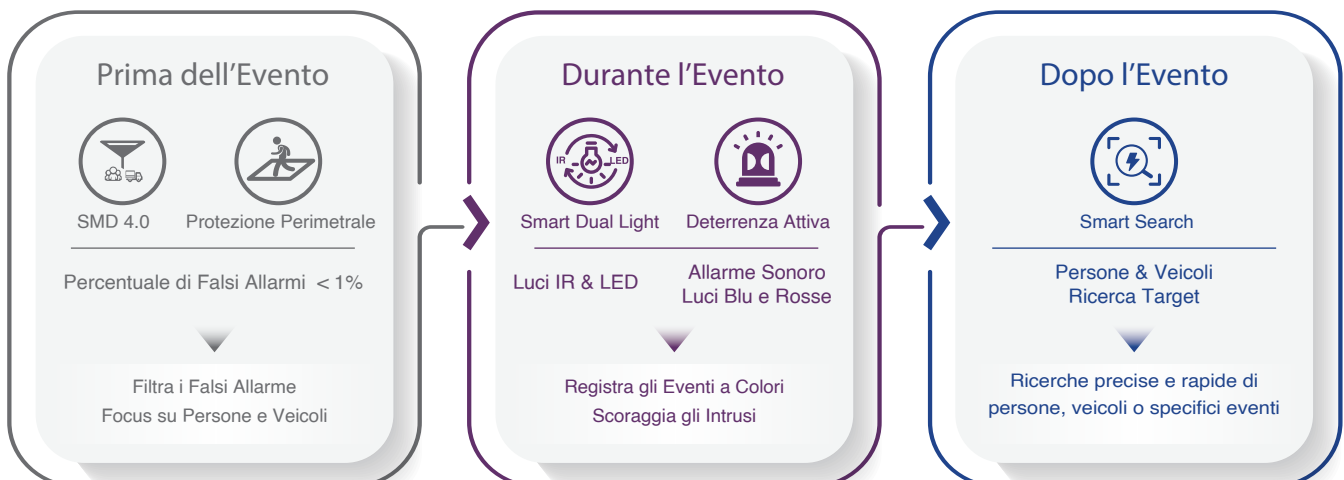 Prima dell'Evento
SMD 4.0
Protezione Perimetrale
Percentuale di Falsi Allarmi < 1%
Filtra i Falsi Allarme
Focus su Persone e Veicoli
Durante l'Evento
IR
LED
Smart Dual Light
Deterrenza Attiva
Luci IR & LED
Allarme Sonoro
Luci Blu e Rosse
Registra gli Eventi a Colori
Scoraggia gli Intrusi
Dopo l'Evento
Smart Search
Persone & Veicoli
Ricerca Target
Ricerche precise e rapide di
persone, veicoli o specifici eventi